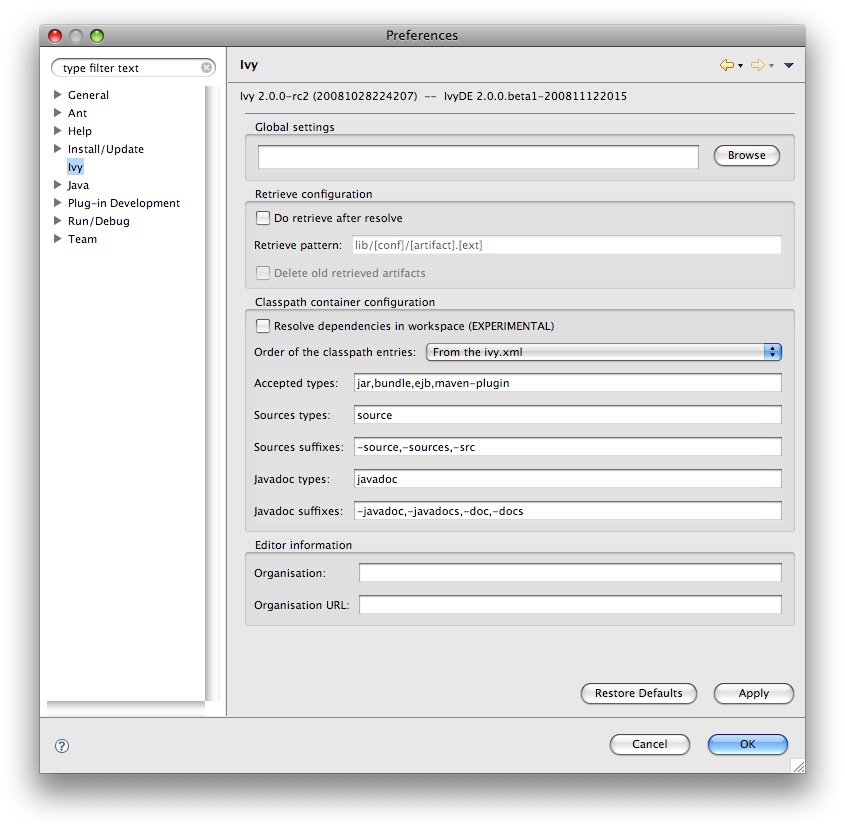 Preferences
type filter text
General
Ant
Help
Install/Update
Ivy
Java
Plug-in Development
Run/Debug
Team
Ivy
Ivy 2.0.0-rc2 (20081028224207) -- IvyDE 2.0.0.beta1-200811122015
Global settings
Browse
Retrieve configuration
Do retrieve after resolve
Retrieve pattern: lib/[conf]/[artifact].[ext]
Delete old retrieved artifacts
Classpath container configuration
Resolve dependencies in workspace (EXPERIMENTAL)
Order of the classpath entries: From the ivy.xml
Accepted types: jar,bundle,ejb,maven-plugin
Sources types: source
Sources suffixes: -source,-sources,-src
Javadoc types: javadoc
Javadoc suffixes: -javadoc,-javadocs,-doc,-docs
Editor information
Organisation:
Organisation URL:
Restore Defaults Apply
? Cancel OK